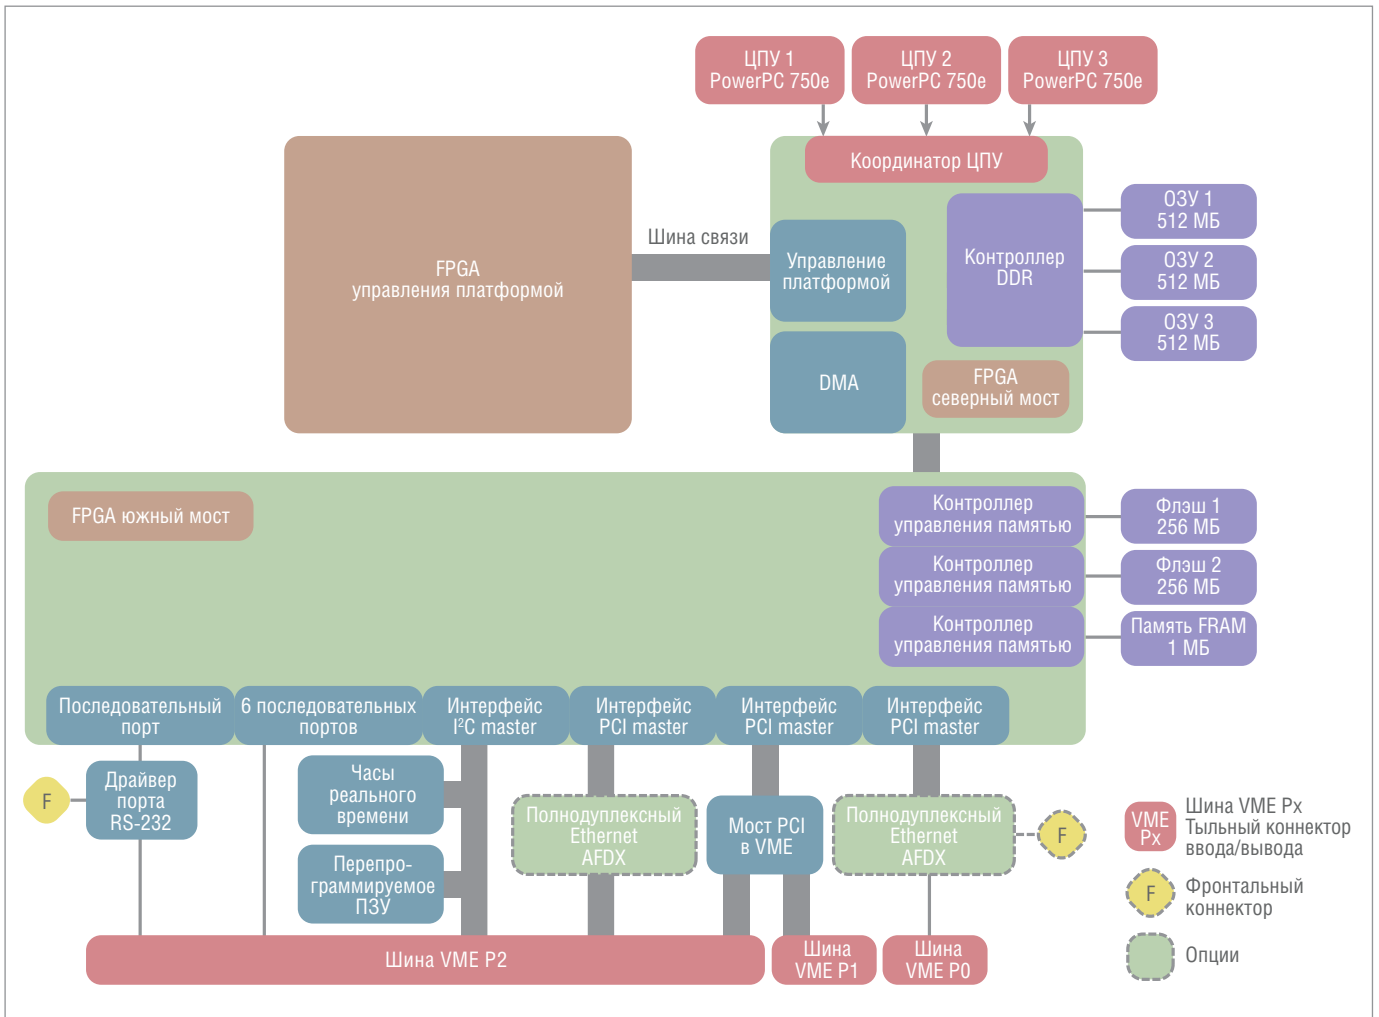 ЦПУ 1
PowerPC 750e
ЦПУ 2
PowerPC 750e
ЦПУ 3
PowerPC 750e
Координатор ЦПУ
FPGA
управления платформой
Шина связи
Управление
платформой
Контроллер
DDR
ОЗУ 1
512 МБ
ОЗУ 2
512 МБ
ОЗУ 3
512 МБ
DMA
FPGA
северный мост
FPGA южный мост
Контроллер
управления памятью
Флэш 1
256 МБ
Контроллер
управления памятью
Флэш 2
256 МБ
Контроллер
управления памятью
Память FRAM
1 МБ
Последовательный
порт
6 последовательных
портов
Интерфейс
I²C master
Интерфейс
PCI master
Интерфейс
PCI master
Интерфейс
PCI master
F
Драйвер
порта
RS-232
Часы
реального
времени
Перепро-
граммируемое
ПЗУ
Полнодуплексный
Ethernet
AFDX
Мост PCI
в VME
Полнодуплексный
Ethernet
AFDX
F
Шина VME P2
Шина
VME P1
Шина
VME P0
VME
Px
Шина VME Px
Тыльный коннектор
ввода/вывода
F
Фронтальный
коннектор
Опции